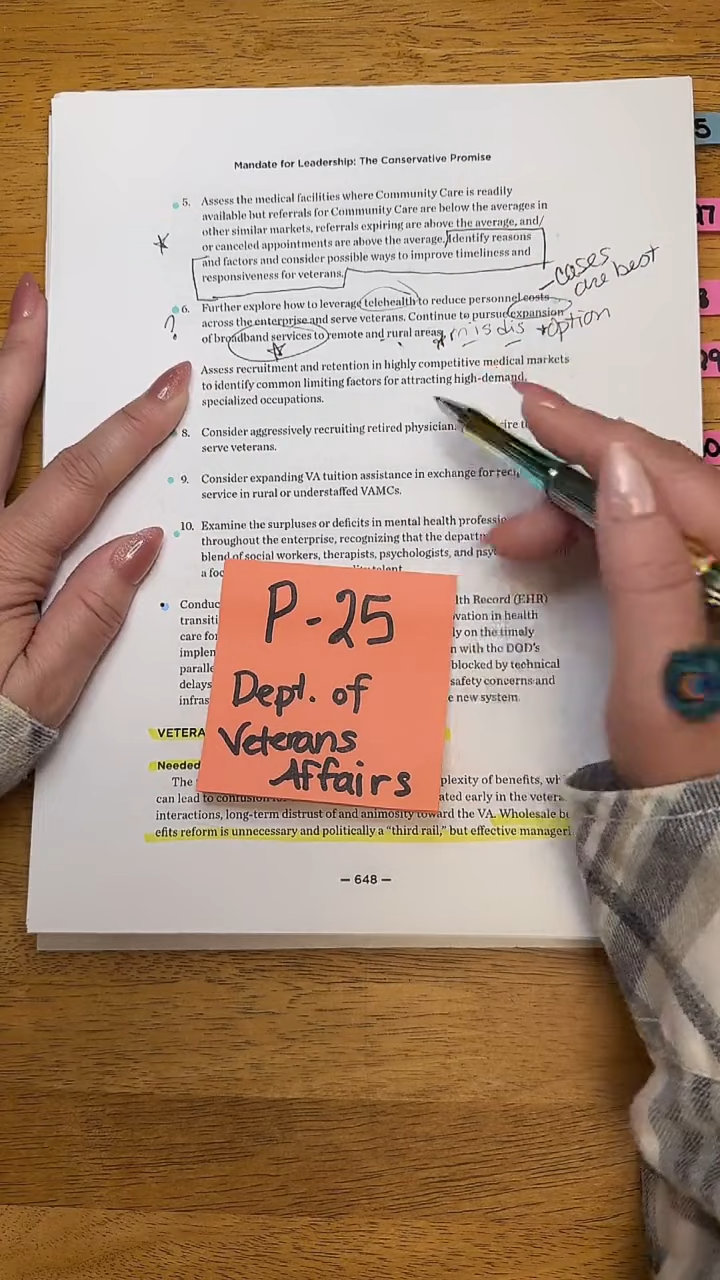 Mandate for Leadership: The Conservative Promise
5. Assess the medical facilities where Community Care is readily
available but referrals for Community Care are below the averages in
other similar markets, referrals expiring are above the average, and/
or canceled appointments are above the average. Identify reasons
and factors and consider possible ways to improve timeliness and
responsiveness for veterans.
- cases
are best
6. Further explore how to leverage telehealth to reduce personnel costs
?
across the enterprise and serve veterans. Continue to pursue expansion
option
of broadband services to remote and rural areas.
mis dis
Assess recruitment and retention in highly competitive medical markets
to identify common limiting factors for attracting high-demand,
specialized occupations.
8. Consider aggressively recruiting retired physician
serve veterans.
9. Consider expanding VA tuition assistance in exchange for
service in rural or understaffed VAMCs.
10. Examine the surpluses or deficits in mental health
throughout the enterprise, recognizing that the
blend of social workers, therapists, psychologists, and
a
P-25
Dept. of
Veterans
Affairs
lth Record (EHR)
transiti vation in health
care for ly on the timely
implen n with the DOD's
paralle blocked by technical
delays safety concerns and
infras e new system.
VETERA
Needed
The plexity of benefits,
can lead to ated early in the
interactions, long-term distrust of and animosity toward the VA. Wholesale
efits reform is unnecessary and politically a "third rail," but effective
— 648 —
5
7
8
29
0